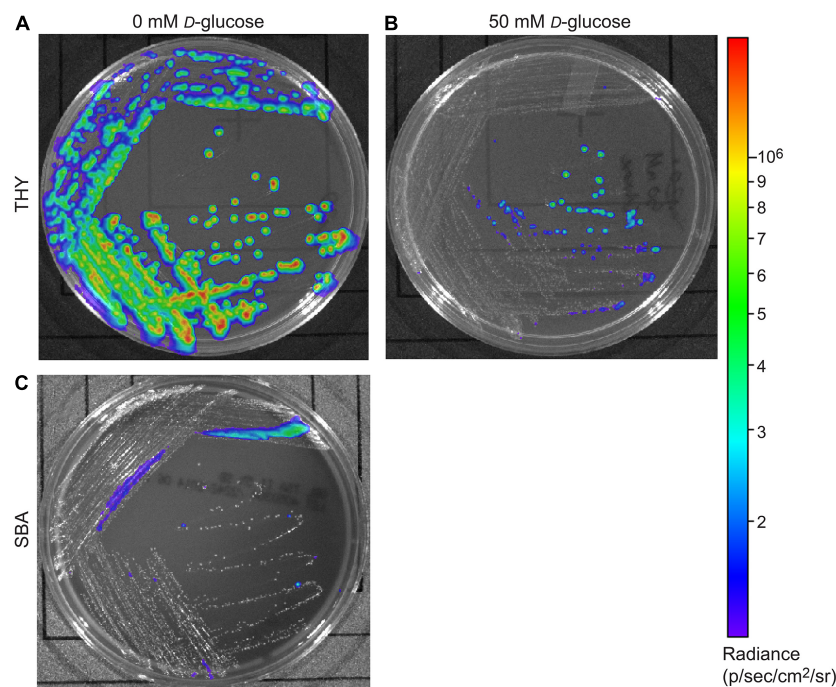 A
0 mM D-glucose
B
50 mM D-glucose
THY
10⁶
9
8
7
6
5
4
3
2
Radiance
(p/sec/cm²/sr)
C
SBA